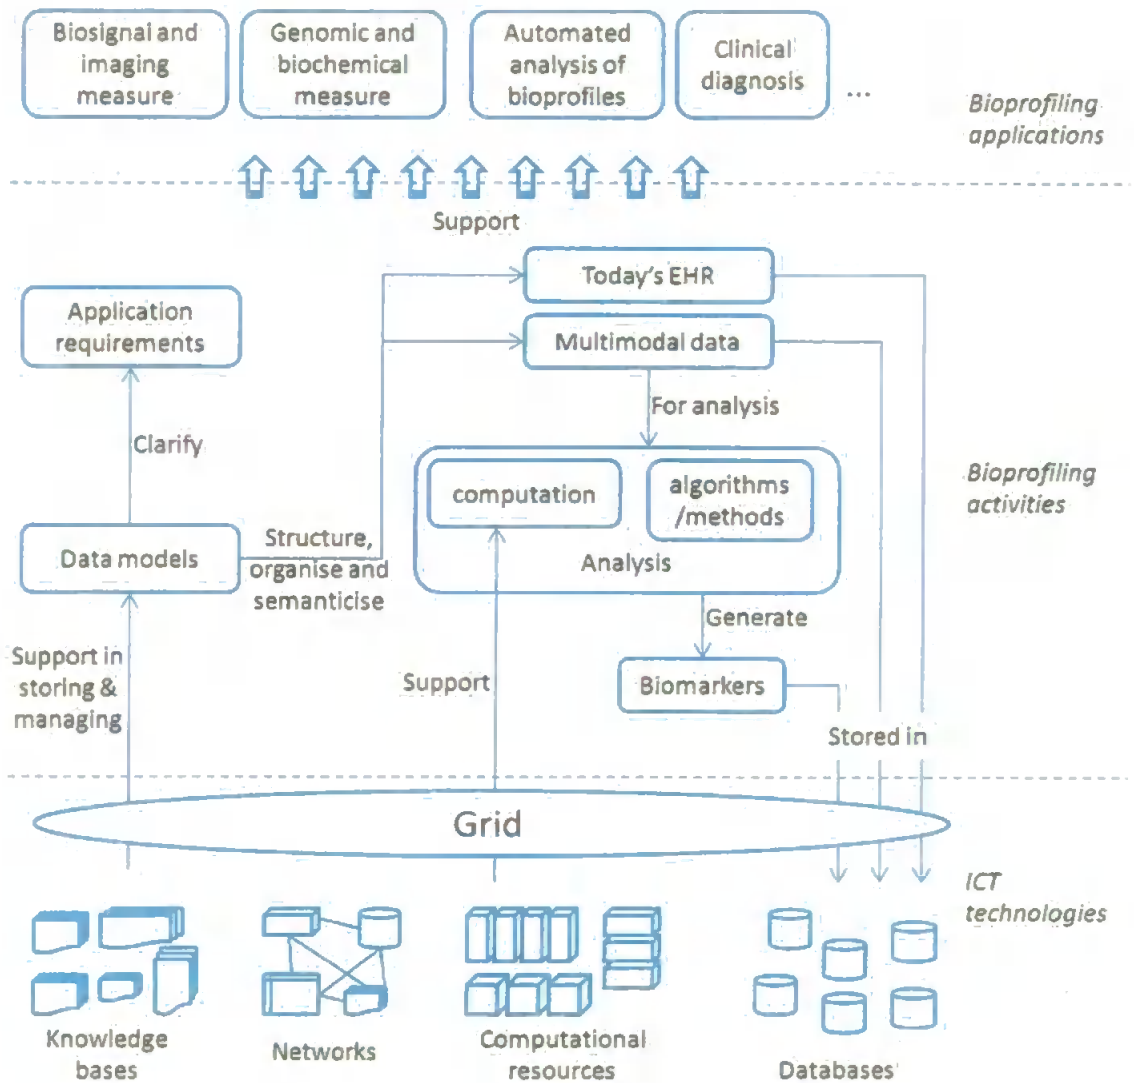 Biosignal and
imaging
measure
Genomic and
biochemical
measure
Automated
analysis of
bioprofiles
Clinical
diagnosis
...
Bioprofiling
applications
Support
Today's EHR
Application
requirements
Multimodal data
For analysis
Clarify
computation
algorithms
/methods
Analysis
Bioprofiling
activities
Data models
Structure,
organise and
semanticise
Generate
Support in
storing &
managing
Support
Biomarkers
Stored in
Grid
ICT
technologies
Knowledge
bases
Networks
Computational
resources
Databases